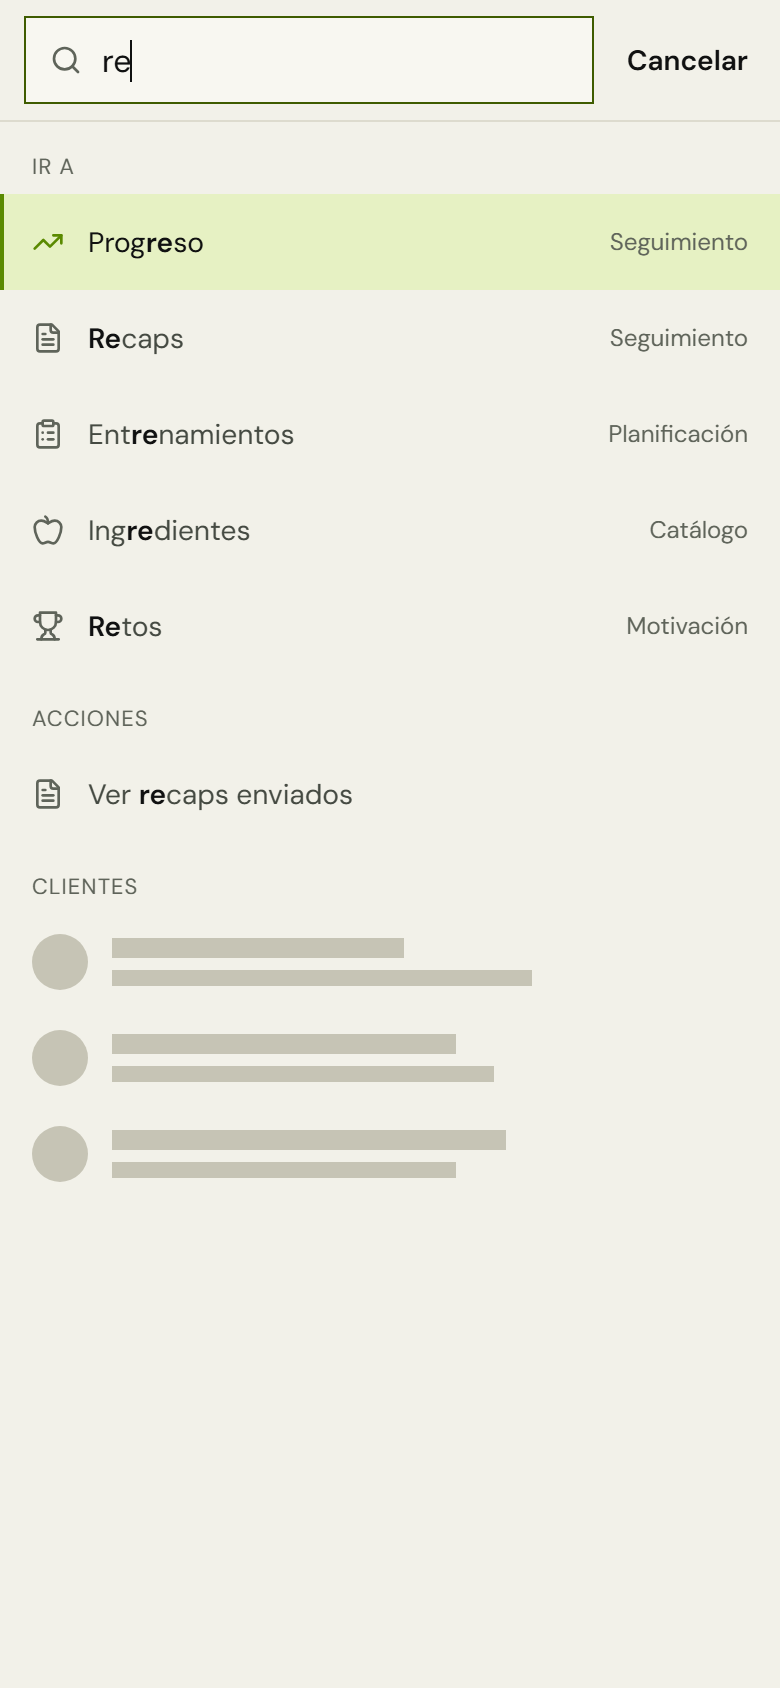 re
Cancelar
IR A
Progreso Seguimiento
Recaps Seguimiento
Entrenamientos Planificación
Ingredientes Catálogo
Retos Motivación
ACCIONES
Ver recaps enviados
CLIENTES